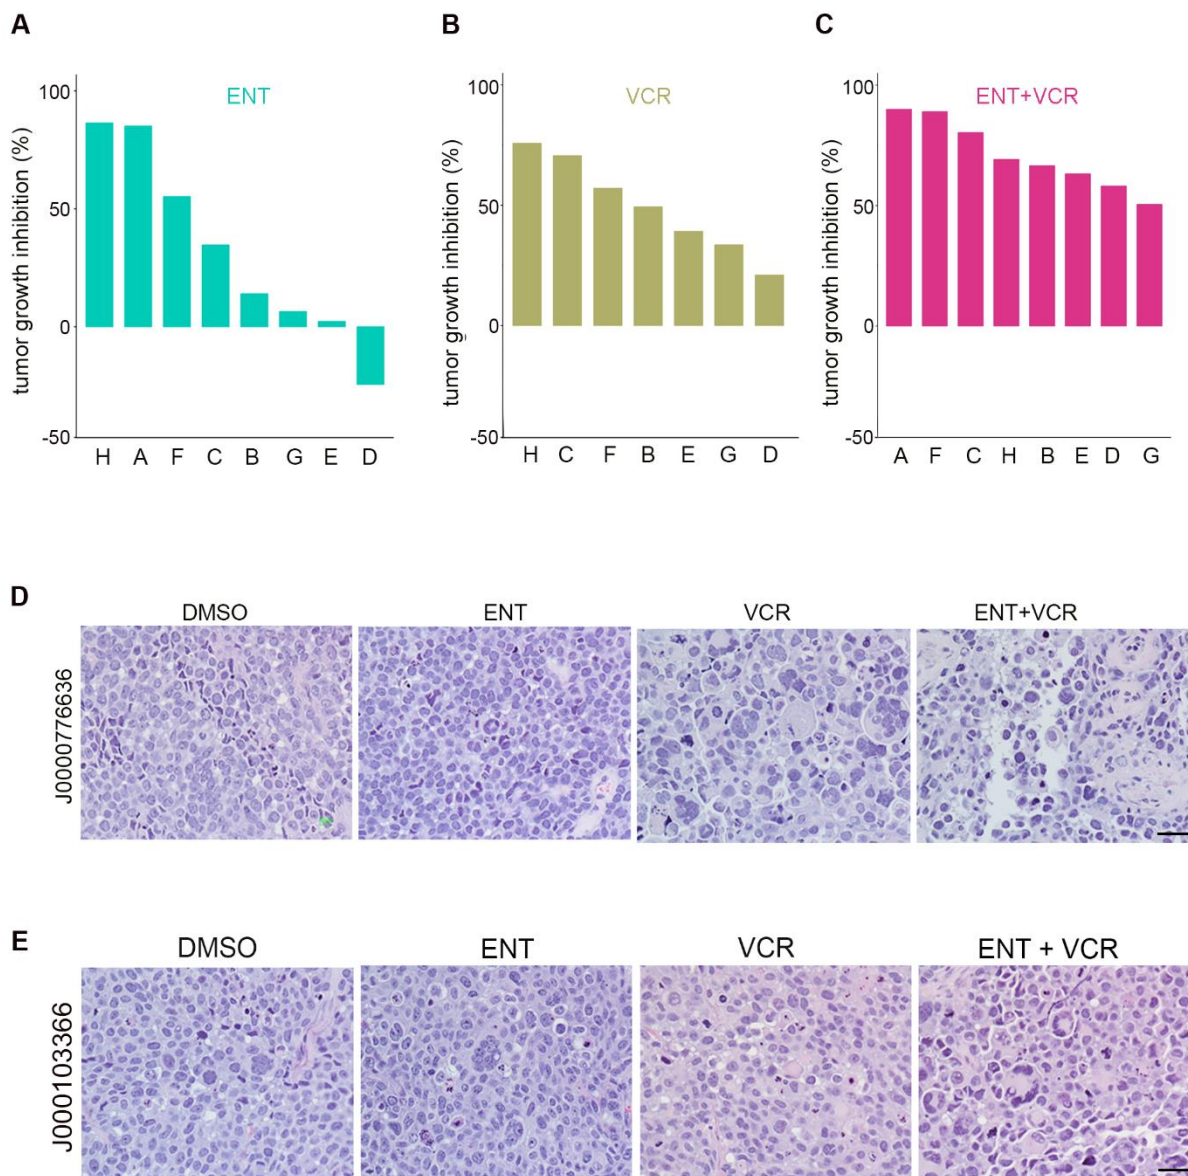 A
B
C
ENT
VCR
ENT+VCR
tumor growth inhibition (%)
100
50
0
-50
H A F C B G E D
tumor growth inhibition (%)
100
50
0
-50
H C F B E G D
tumor growth inhibition (%)
100
50
0
-50
A F C H B E D G
D
DMSO ENT VCR ENT+VCR
J000776636
E
DMSO ENT VCR ENT + VCR
J00103366